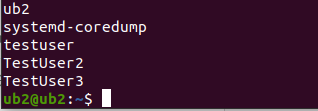 ub2
systemd-coredump
testuser
TestUser2
TestUser3
ub2@ub2:~$